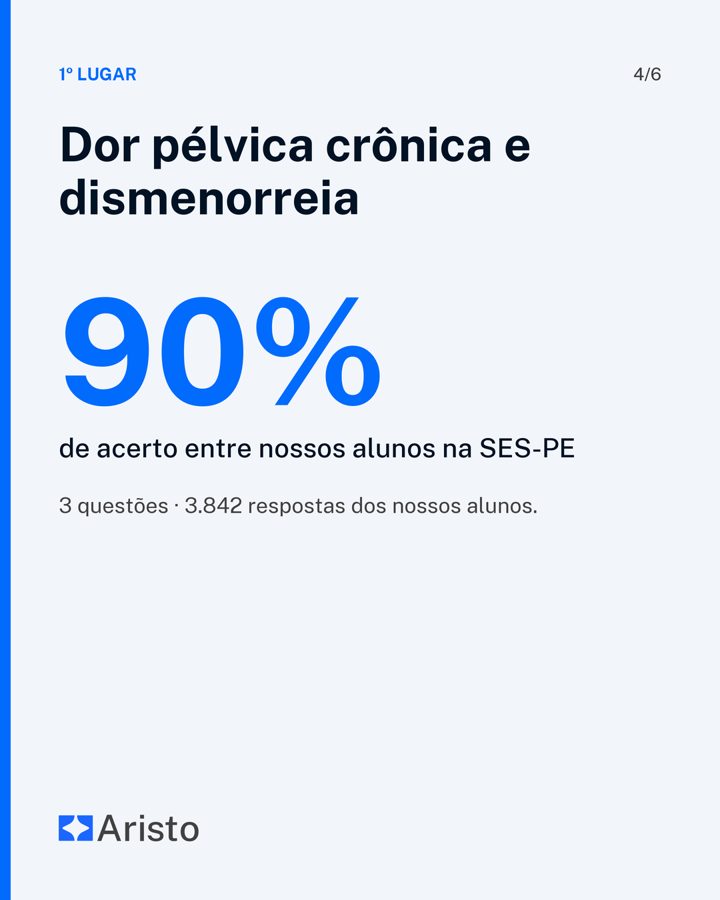 1º LUGAR
4/6
Dor pélvica crônica e
dismenorreia
90%
de acerto entre nossos alunos na SES-PE
3 questões · 3.842 respostas dos nossos alunos.
Aristo